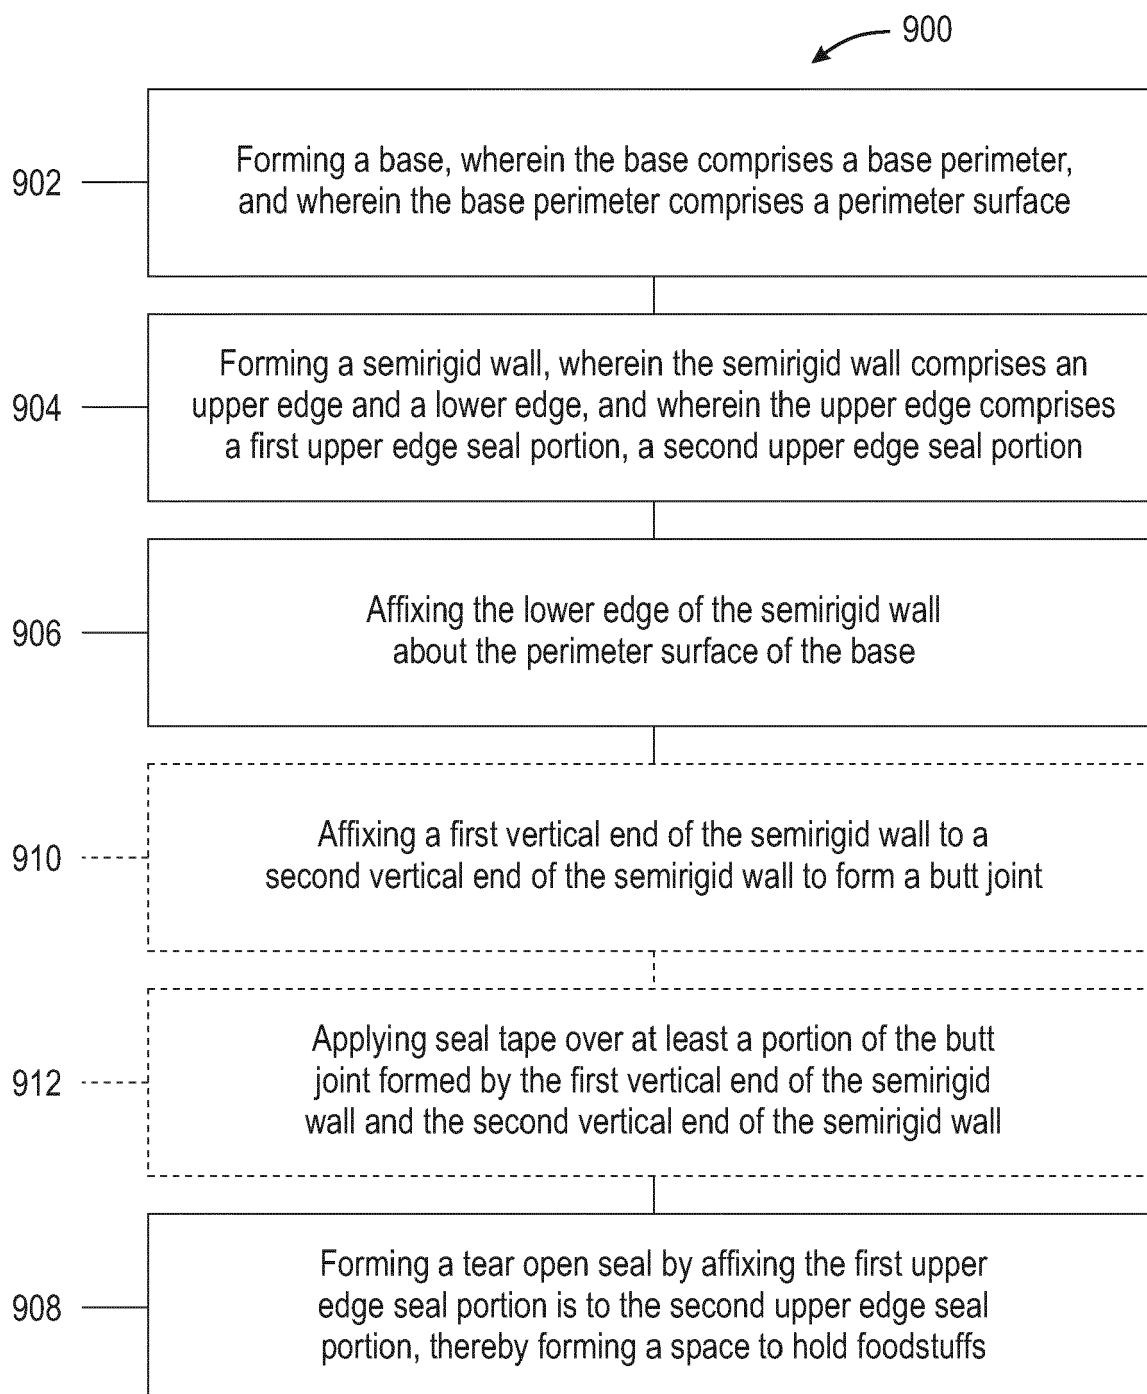 900
902
Forming a base, wherein the base comprises a base perimeter,
and wherein the base perimeter comprises a perimeter surface
904
Forming a semirigid wall, wherein the semirigid wall comprises an
upper edge and a lower edge, and wherein the upper edge comprises
a first upper edge seal portion, a second upper edge seal portion
906
Affixing the lower edge of the semirigid wall
about the perimeter surface of the base
910
Affixing a first vertical end of the semirigid wall to a
second vertical end of the semirigid wall to form a butt joint
912
Applying seal tape over at least a portion of the butt
joint formed by the first vertical end of the semirigid
wall and the second vertical end of the semirigid wall
908
Forming a tear open seal by affixing the first upper
edge seal portion is to the second upper edge seal
portion, thereby forming a space to hold foodstuffs